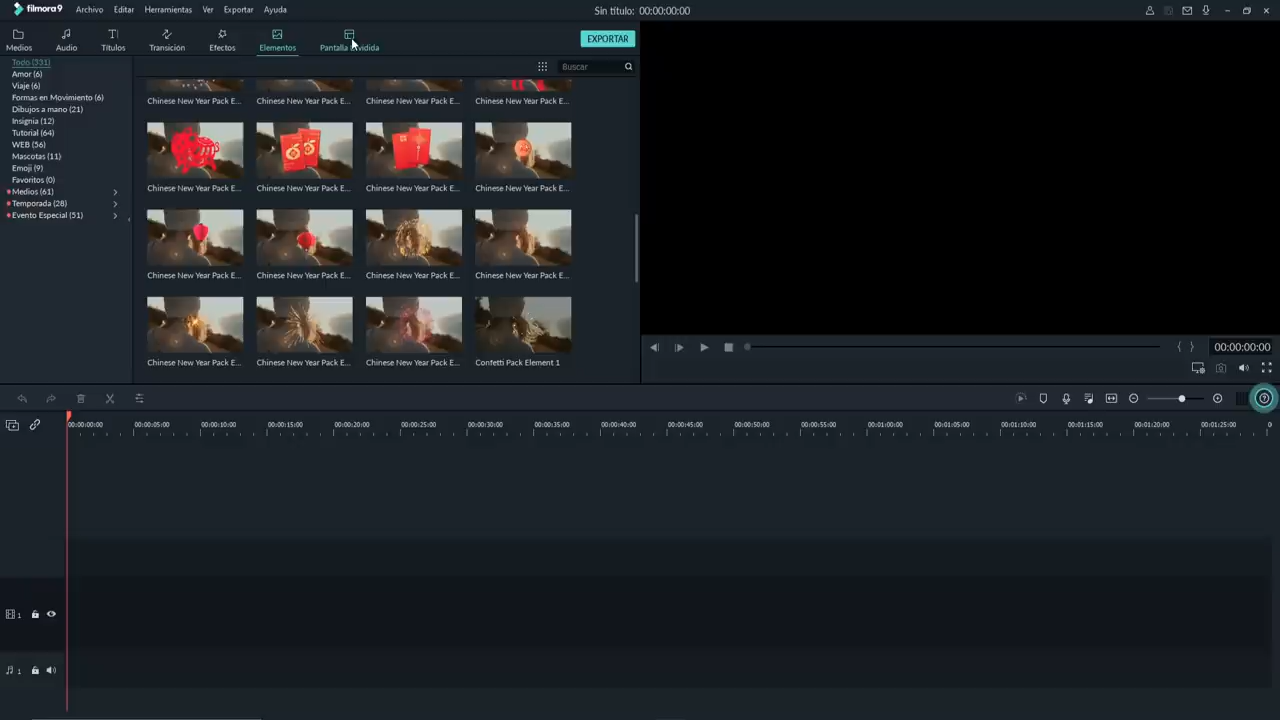 filmora9 Archivo Editar Herramientas Ver Exportar Ayuda Sin título: 00:00:00:00
Medios Audio Títulos Transición Efectos Elementos Pantalla Dividida EXPORTAR
Buscar
Todo (331)
Amor (6)
Viaje (6)
Formas en Movimiento (6)
Dibujos a mano (21)
Insignia (12)
Tutorial (64)
WEB (56)
Mascotas (11)
Emoji (9)
Favoritos (0)
Medios (61)
Temporada (28)
Evento Especial (51)
Chinese New Year Pack E... Chinese New Year Pack E... Chinese New Year Pack E... Chinese New Year Pack E...
Chinese New Year Pack E... Chinese New Year Pack E... Chinese New Year Pack E... Chinese New Year Pack E...
Chinese New Year Pack E... Chinese New Year Pack E... Chinese New Year Pack E... Chinese New Year Pack E...
Chinese New Year Pack E... Chinese New Year Pack E... Chinese New Year Pack E... Confetti Pack Element 1
00:00:00:00
00:00:00:00 00:00:05:00 00:00:10:00 00:00:15:00 00:00:20:00 00:00:25:00 00:00:30:00 00:00:35:00 00:00:40:00 00:00:45:00 00:00:50:00 00:00:55:00 00:01:00:00 00:01:05:00 00:01:10:00 00:01:15:00 00:01:20:00 00:01:25:00 0
1
1